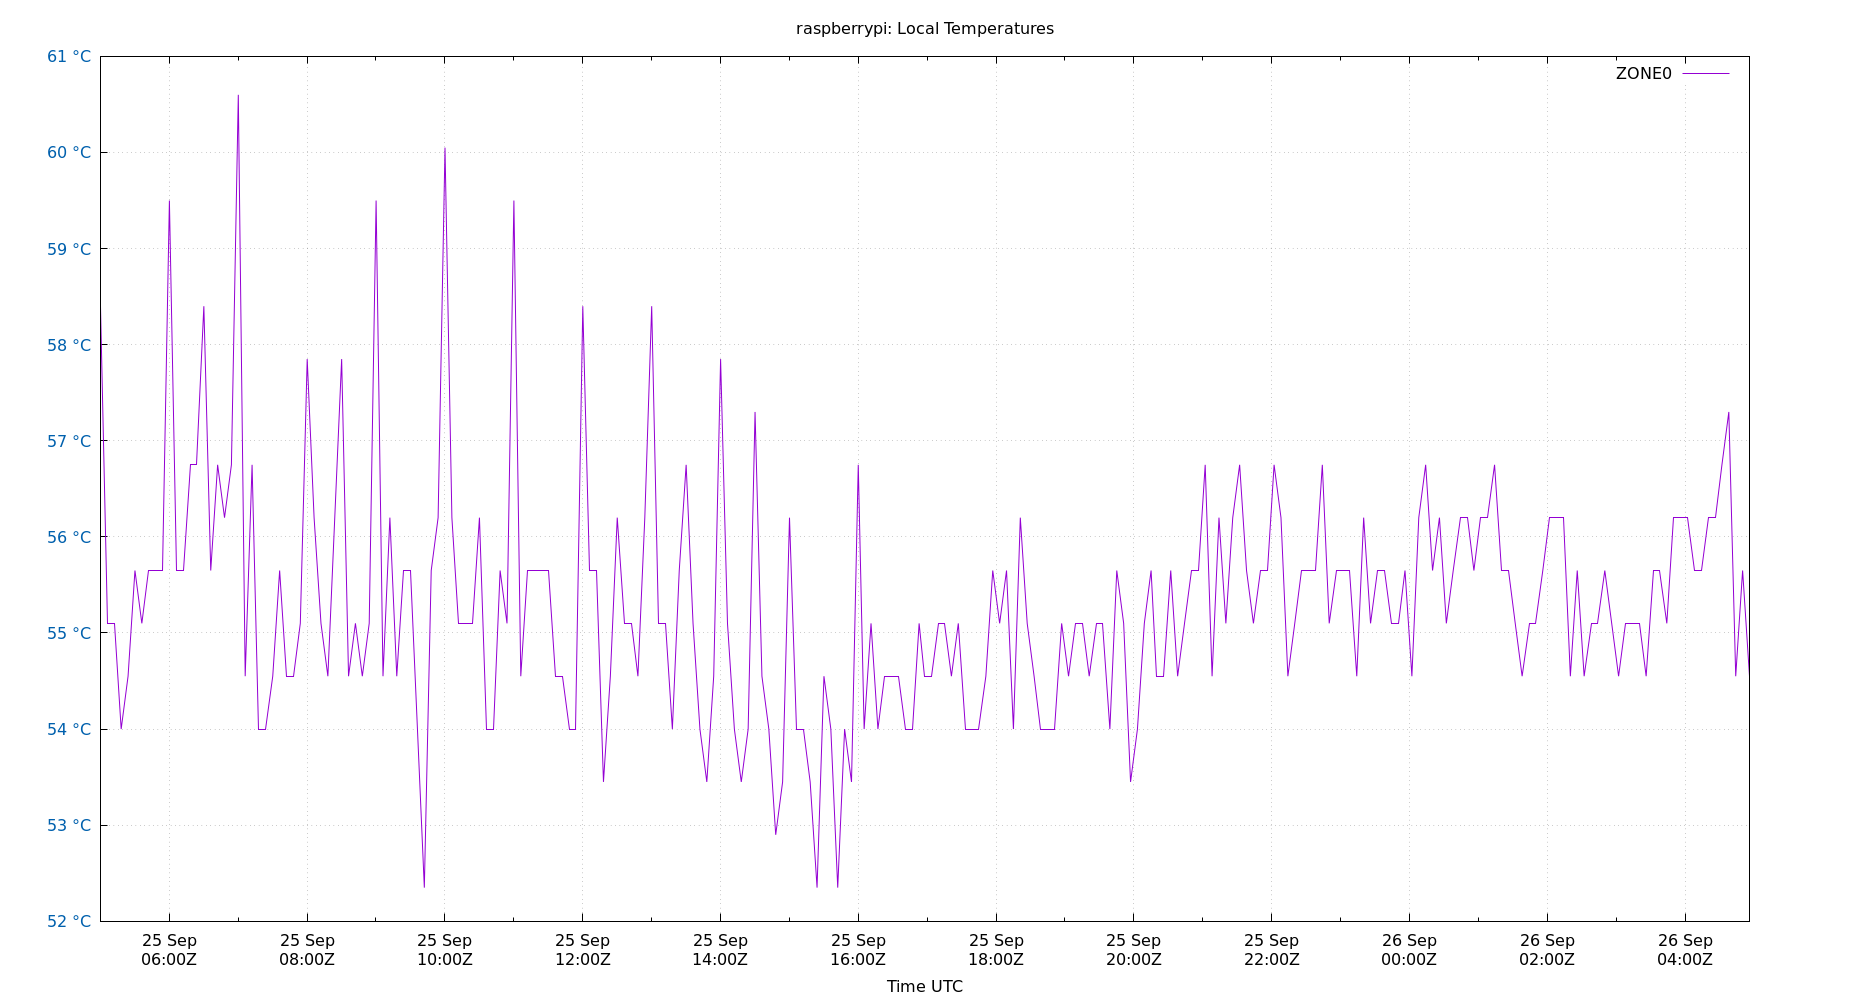 raspberrypi: Local Temperatures
61 °C
ZONE0
60 °C
59 °C
58 °C
57 °C
56 °C
55 °C
54 °C
53 °C
52 °C
25 Sep 25 Sep 25 Sep 25 Sep 25 Sep 25 Sep 25 Sep 25 Sep 25 Sep 26 Sep 26 Sep 26 Sep
06:00Z 08:00Z 10:00Z 12:00Z 14:00Z 16:00Z 18:00Z 20:00Z 22:00Z 00:00Z 02:00Z 04:00Z
Time UTC